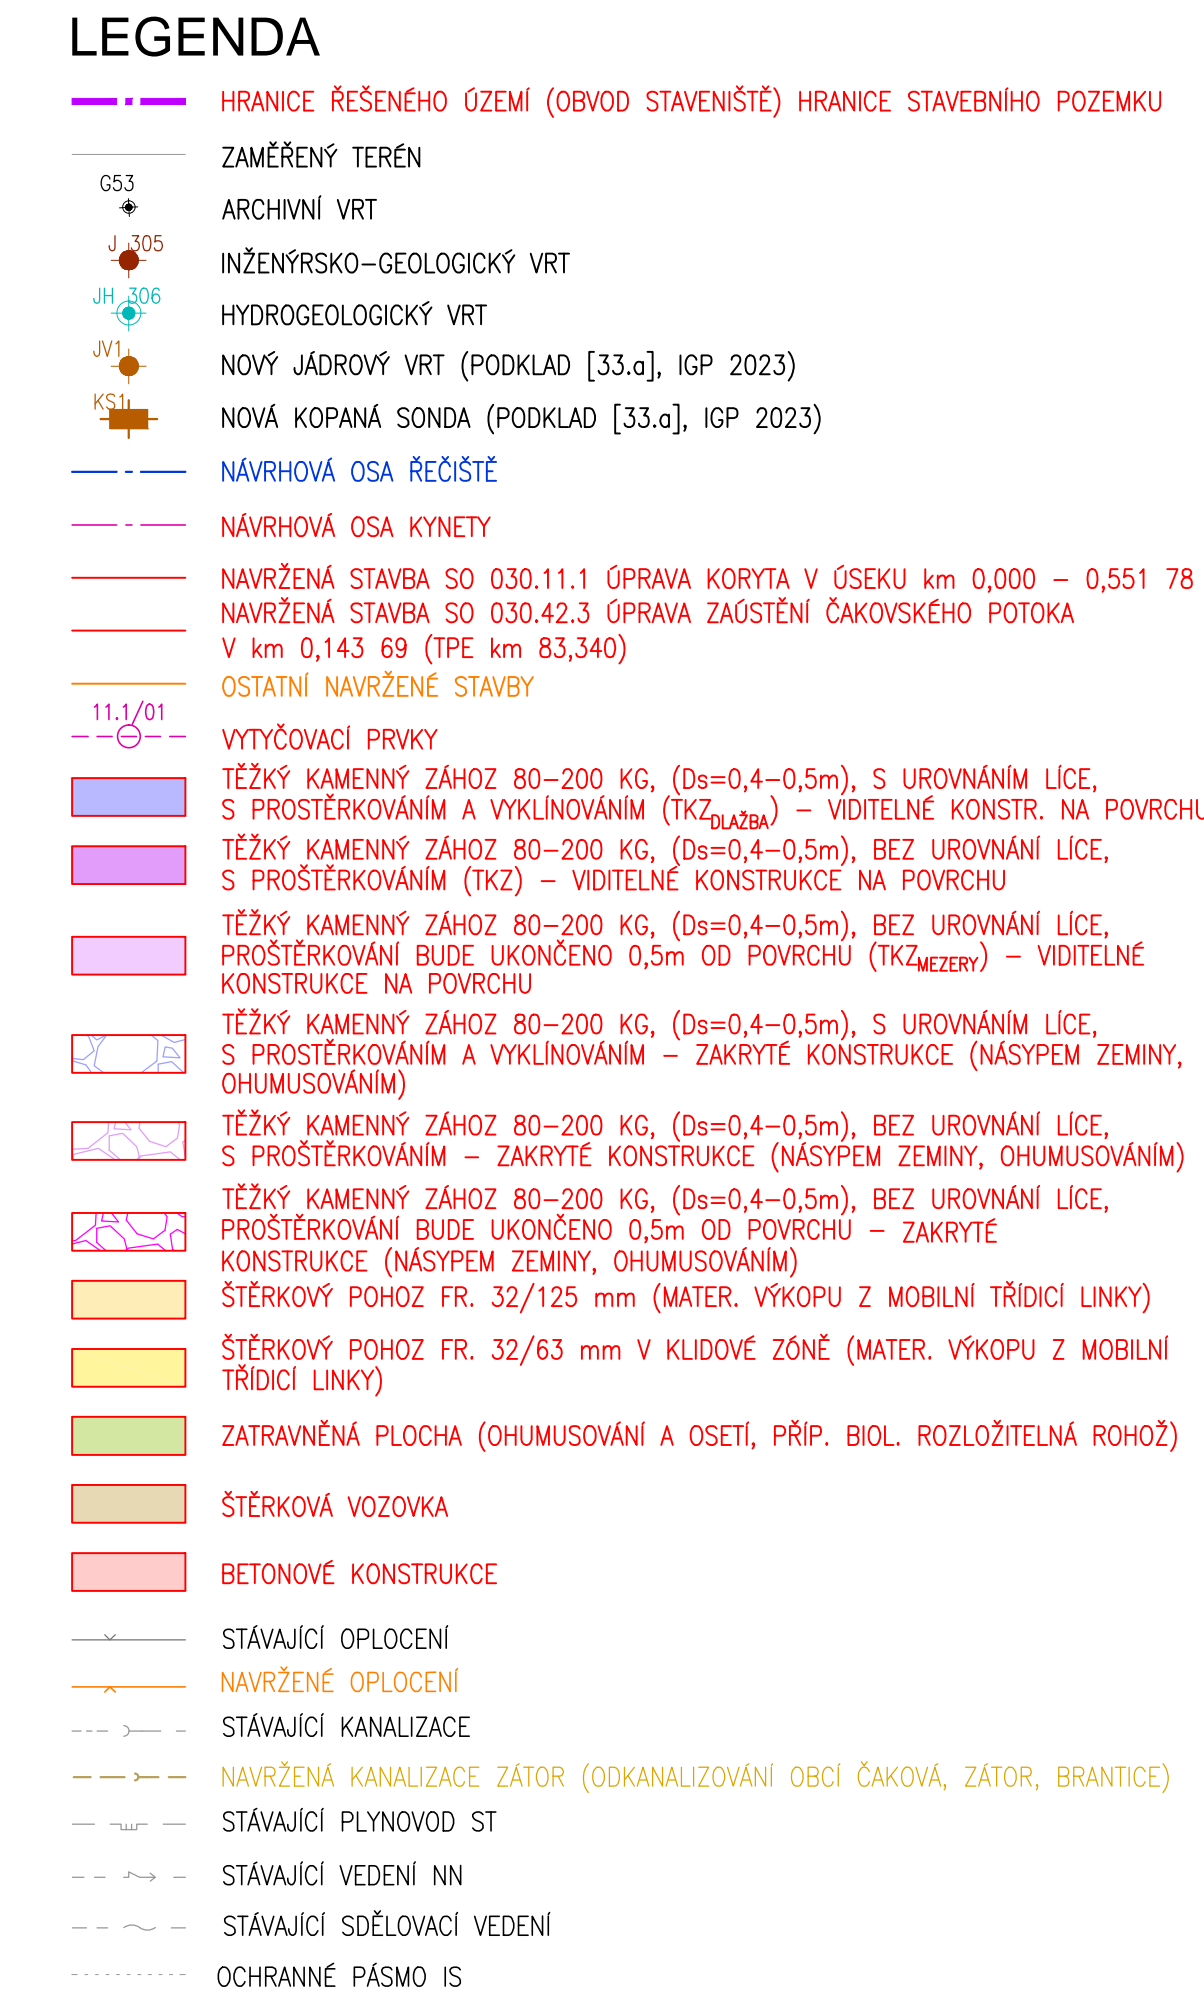 LEGENDA
HRANICE ŘEŠENÉHO ÚZEMÍ (OBVOD STAVENIŠTĚ) HRANICE STAVEBNÍHO POZEMKU
ZAMĚŘENÝ TERÉN
G53
ARCHIVNÍ VRT
J 305
INŽENÝRSKO-GEOLOGICKÝ VRT
JH 306
HYDROGEOLOGICKÝ VRT
JV1
NOVÝ JÁDROVÝ VRT (PODKLAD [33.a], IGP 2023)
KS1
NOVÁ KOPANÁ SONDA (PODKLAD [33.a], IGP 2023)
NÁVRHOVÁ OSA ŘEČIŠTĚ
NÁVRHOVÁ OSA KYNETY
NAVRŽENÁ STAVBA SO 030.11.1 ÚPRAVA KORYTA V ÚSEKU km 0,000 - 0,551 78
NAVRŽENÁ STAVBA SO 030.42.3 ÚPRAVA ZAÚSTĚNÍ ČAKOVSKÉHO POTOKA
V km 0,143 69 (TPE km 83,340)
OSTATNÍ NAVRŽENÉ STAVBY
11.1/01
VYTYČOVACÍ PRVKY
TĚŽKÝ KAMENNÝ ZÁHOZ 80-200 KG, (Ds=0,4-0,5m), S UROVNÁNÍM LÍCE,
S PROSTĚRKOVÁNÍM A VYKLÍNOVÁNÍM (TKZDLAŽBA) - VIDITELNÉ KONSTR. NA POVRCHU
TĚŽKÝ KAMENNÝ ZÁHOZ 80-200 KG, (Ds=0,4-0,5m), BEZ UROVNÁNÍ LÍCE,
S PROŠTĚRKOVÁNÍM (TKZ) - VIDITELNÉ KONSTRUKCE NA POVRCHU
TĚŽKÝ KAMENNÝ ZÁHOZ 80-200 KG, (Ds=0,4-0,5m), BEZ UROVNÁNÍ LÍCE,
PROŠTĚRKOVÁNÍ BUDE UKONČENO 0,5m OD POVRCHU (TKZMEZERY) - VIDITELNÉ
KONSTRUKCE NA POVRCHU
TĚŽKÝ KAMENNÝ ZÁHOZ 80-200 KG, (Ds=0,4-0,5m), S UROVNÁNÍM LÍCE,
S PROSTĚRKOVÁNÍM A VYKLÍNOVÁNÍM - ZAKRYTÉ KONSTRUKCE (NÁSYPEM ZEMINY,
OHUMUSOVÁNÍM)
TĚŽKÝ KAMENNÝ ZÁHOZ 80-200 KG, (Ds=0,4-0,5m), BEZ UROVNÁNÍ LÍCE,
S PROŠTĚRKOVÁNÍM - ZAKRYTÉ KONSTRUKCE (NÁSYPEM ZEMINY, OHUMUSOVÁNÍM)
TĚŽKÝ KAMENNÝ ZÁHOZ 80-200 KG, (Ds=0,4-0,5m), BEZ UROVNÁNÍ LÍCE,
PROŠTĚRKOVÁNÍ BUDE UKONČENO 0,5m OD POVRCHU - ZAKRYTÉ
KONSTRUKCE (NÁSYPEM ZEMINY, OHUMUSOVÁNÍM)
ŠTĚRKOVÝ POHOZ FR. 32/125 mm (MATER. VÝKOPU Z MOBILNÍ TŘÍDICÍ LINKY)
ŠTĚRKOVÝ POHOZ FR. 32/63 mm V KLIDOVÉ ZÓNĚ (MATER. VÝKOPU Z MOBILNÍ
TŘÍDICÍ LINKY)
ZATRAVNĚNÁ PLOCHA (OHUMUSOVÁNÍ A OSETÍ, PŘÍP. BIOL. ROZLOŽITELNÁ ROHOŽ)
ŠTĚRKOVÁ VOZOVKA
BETONOVÉ KONSTRUKCE
STÁVAJÍCÍ OPLOCENÍ
NAVRŽENÉ OPLOCENÍ
STÁVAJÍCÍ KANALIZACE
NAVRŽENÁ KANALIZACE ZÁTOR (ODKANALIZOVÁNÍ OBCÍ ČAKOVÁ, ZÁTOR, BRANTICE)
STÁVAJÍCÍ PLYNOVOD ST
STÁVAJÍCÍ VEDENÍ NN
STÁVAJÍCÍ SDĚLOVACÍ VEDENÍ
OCHRANNÉ PÁSMO IS